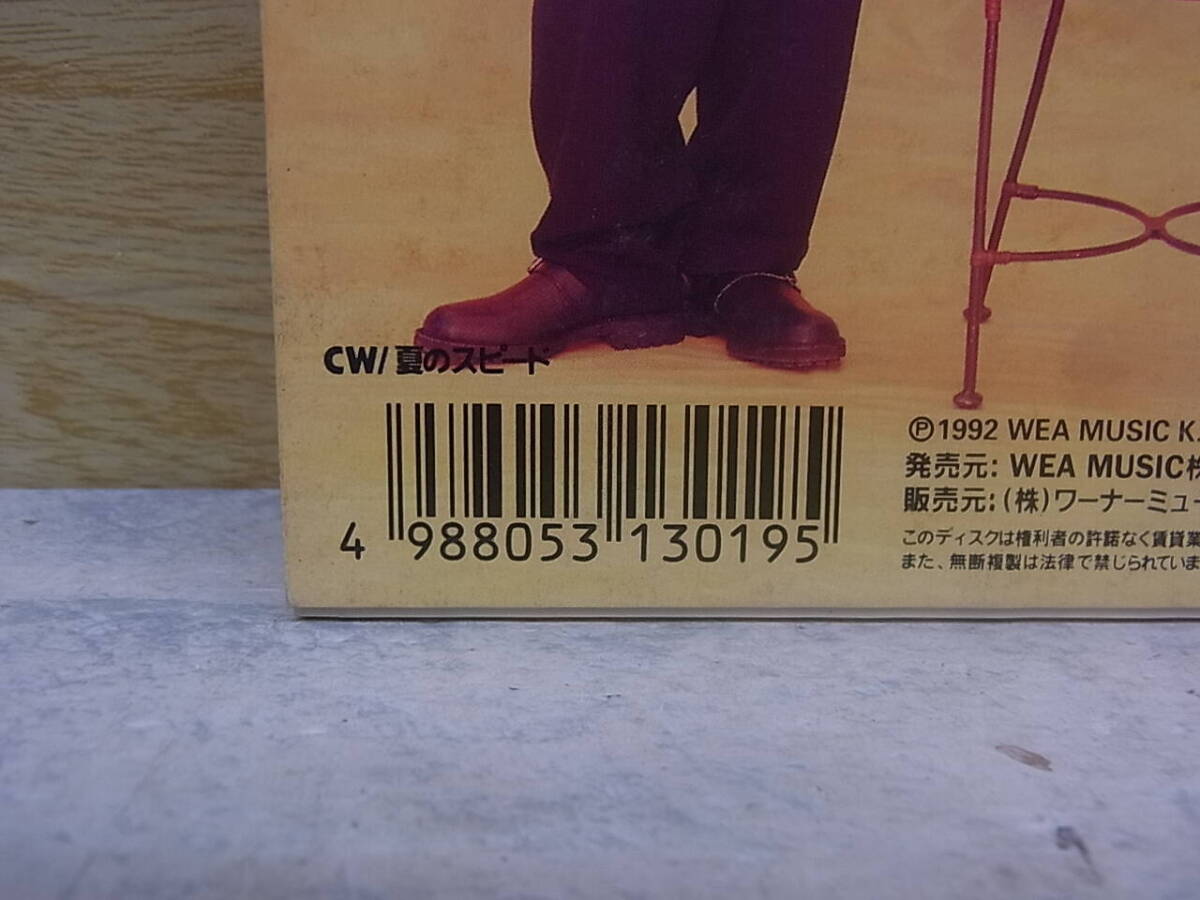 CW/夏のスピード
4 988053 130195
Ⓟ1992 WEA MUSIC K.
発売元: WEA MUSIC株
販売元:(株)ワーナーミュー
このディスクは権利者の許諾なく賃貸業
また、無断複製は法律で禁じられていま